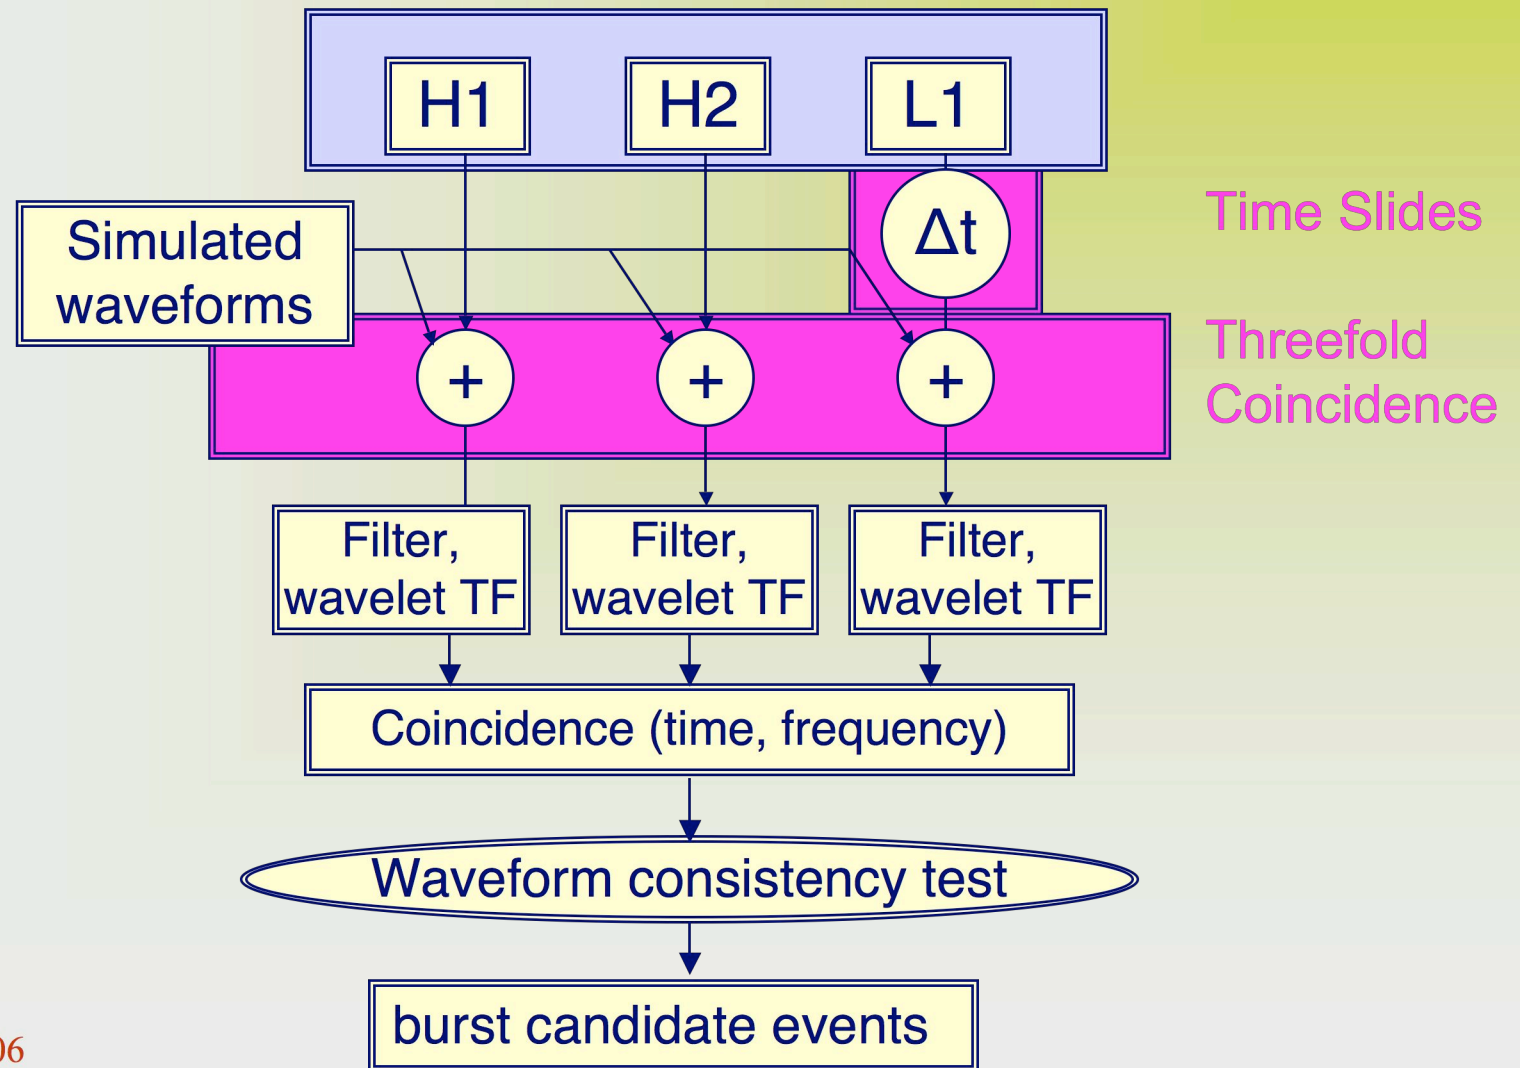 H1
H2
L1
Δt
Time Slides
Simulated
waveforms
Threefold
Coincidence
+
+
+
Filter,
wavelet TF
Filter,
wavelet TF
Filter,
wavelet TF
Coincidence (time, frequency)
Waveform consistency test
burst candidate events
06